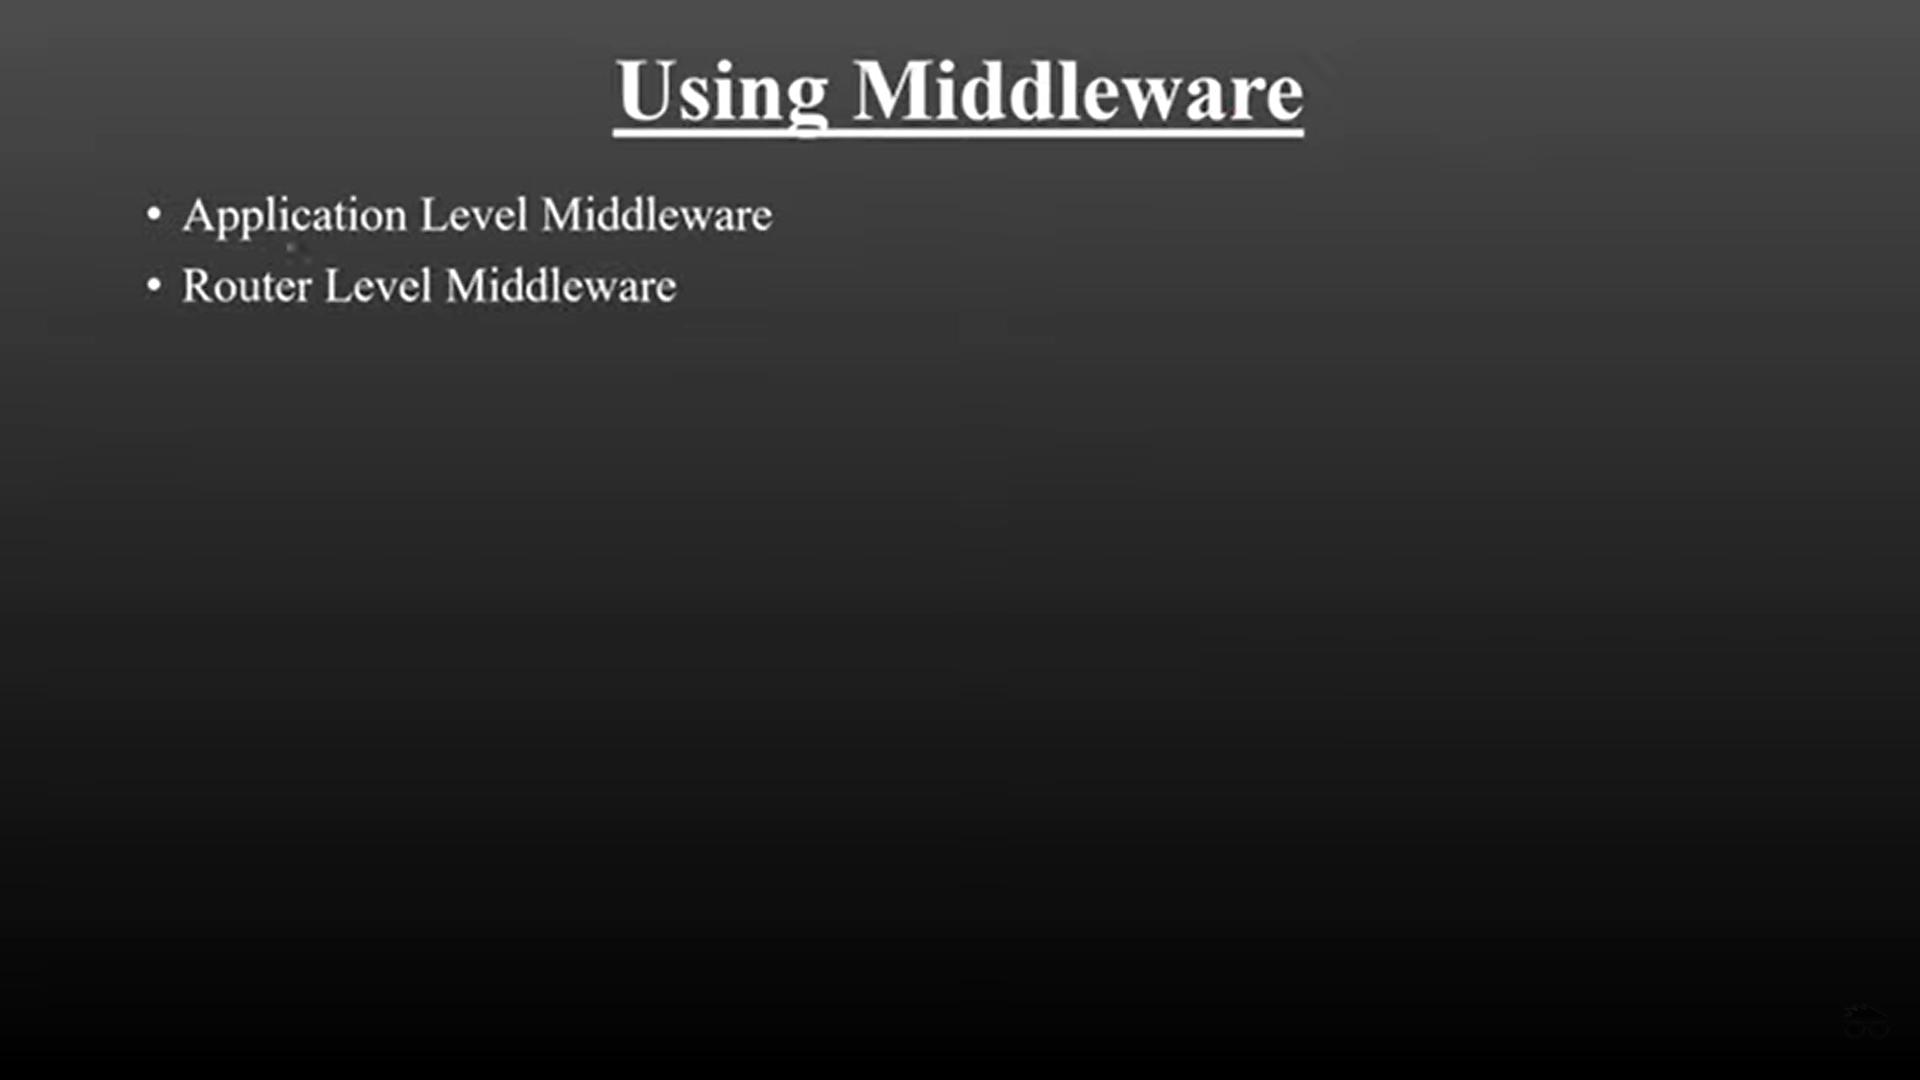 Using Middleware
• Application Level Middleware
• Router Level Middleware